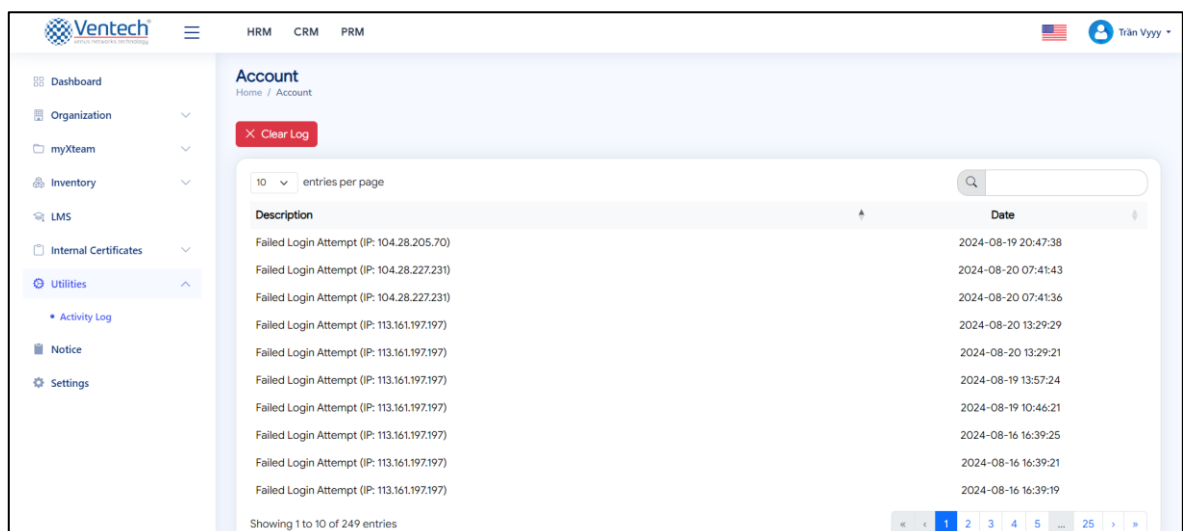 Ventech
venus networks technology
HRM CRM PRM
Trần Vyyy
Dashboard
Organization
myXteam
Inventory
LMS
Internal Certificates
Utilities
Activity Log
Notice
Settings
Account
Home / Account
Clear Log
10 entries per page
Description Date
Failed Login Attempt (IP: 104.28.205.70) 2024-08-19 20:47:38
Failed Login Attempt (IP: 104.28.227.231) 2024-08-20 07:41:43
Failed Login Attempt (IP: 104.28.227.231) 2024-08-20 07:41:36
Failed Login Attempt (IP: 113.161.197.197) 2024-08-20 13:29:29
Failed Login Attempt (IP: 113.161.197.197) 2024-08-20 13:29:21
Failed Login Attempt (IP: 113.161.197.197) 2024-08-19 13:57:24
Failed Login Attempt (IP: 113.161.197.197) 2024-08-19 10:46:21
Failed Login Attempt (IP: 113.161.197.197) 2024-08-16 16:39:25
Failed Login Attempt (IP: 113.161.197.197) 2024-08-16 16:39:21
Failed Login Attempt (IP: 113.161.197.197) 2024-08-16 16:39:19
Showing 1 to 10 of 249 entries « ‹ 1 2 3 4 5 ... 25 › »